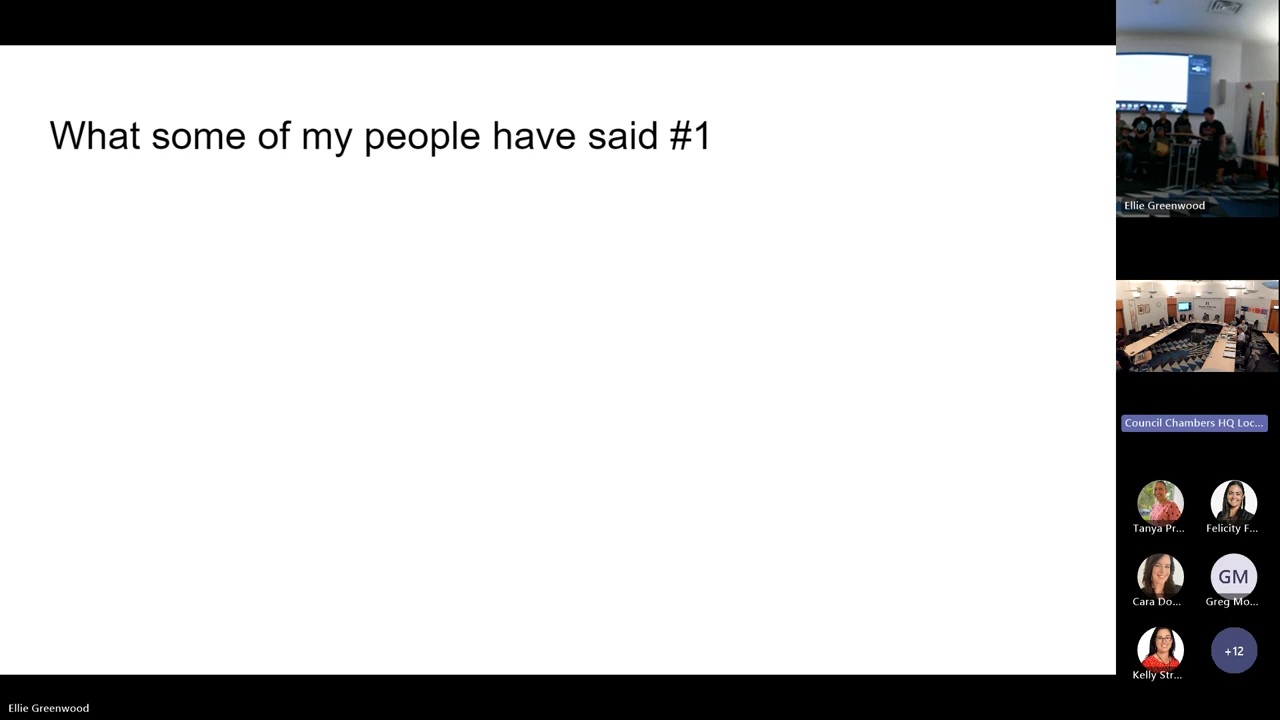 What some of my people have said #1
Ellie Greenwood
Council Chambers HQ Loc...
Tanya Pr...
Felicity F...
Cara Do...
GM
Greg Mo...
Kelly Str...
+12
Ellie Greenwood